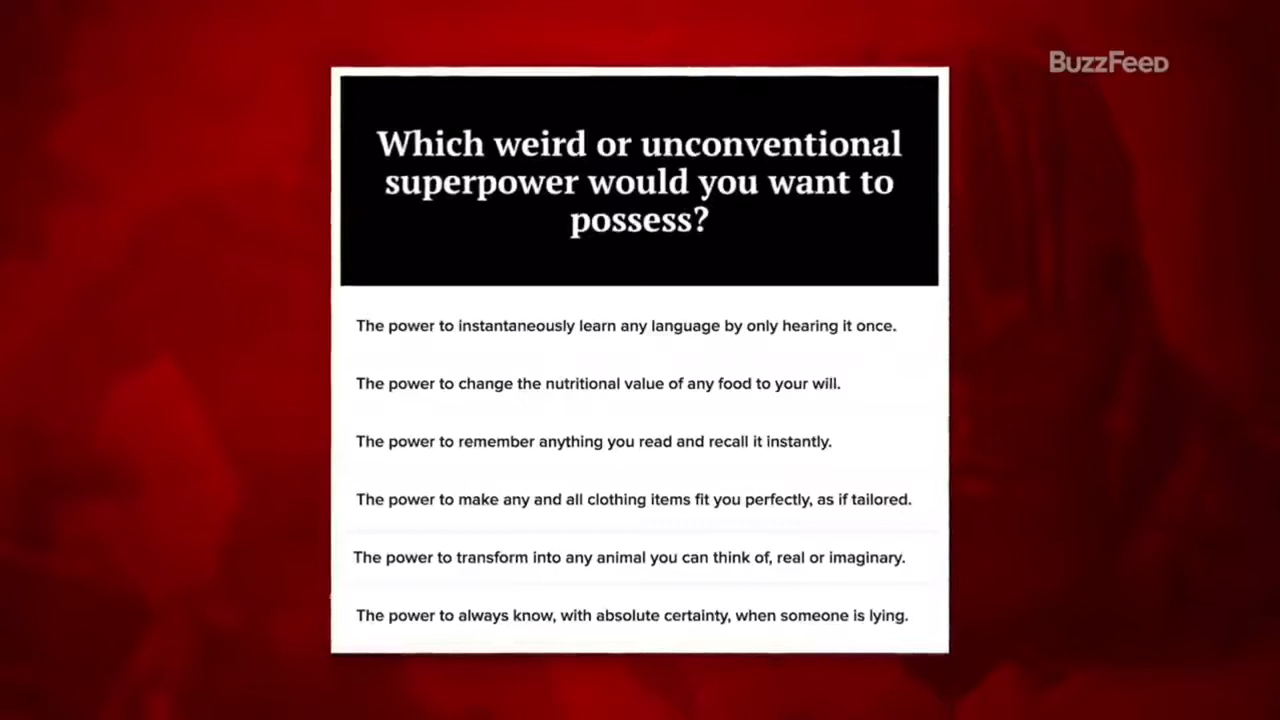 BuzzFeed
Which weird or unconventional
superpower would you want to
possess?
The power to instantaneously learn any language by only hearing it once.
The power to change the nutritional value of any food to your will.
The power to remember anything you read and recall it instantly.
The power to make any and all clothing items fit you perfectly, as if tailored.
The power to transform into any animal you can think of, real or imaginary.
The power to always know, with absolute certainty, when someone is lying.